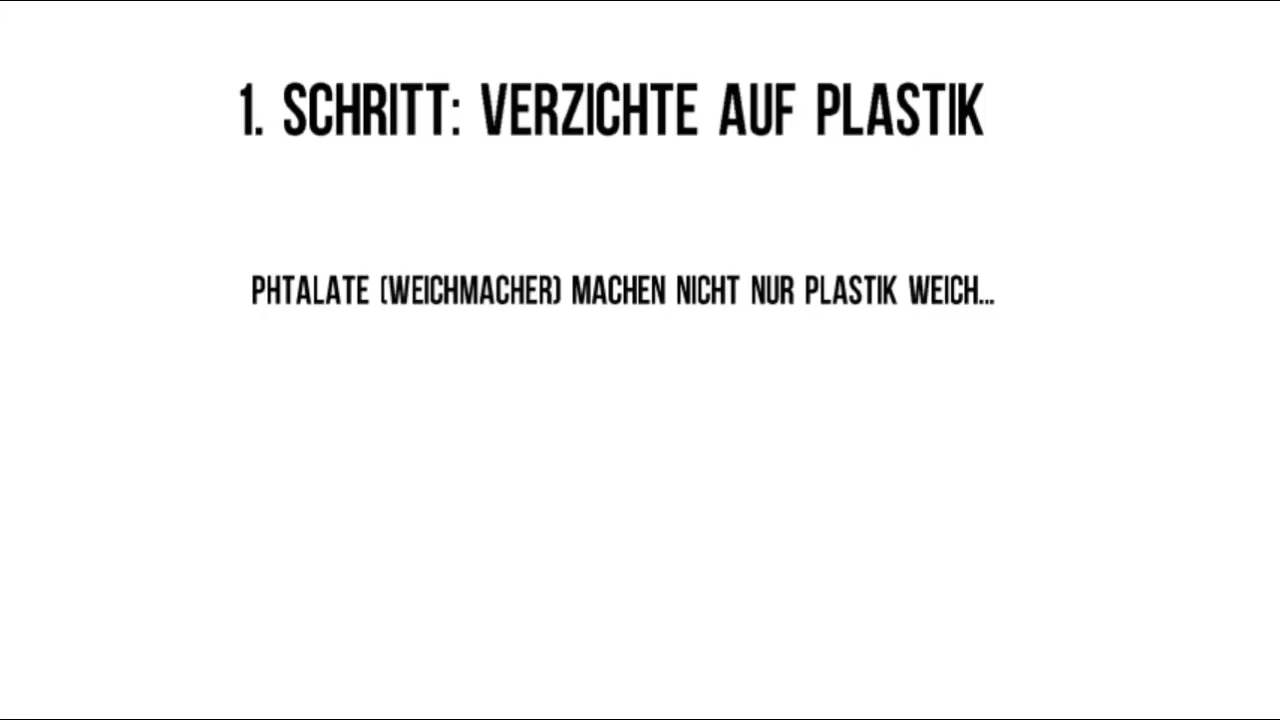 1. SCHRITT: VERZICHTE AUF PLASTIK
PHTALATE (WEICHMACHER) MACHEN NICHT NUR PLASTIK WEICH...